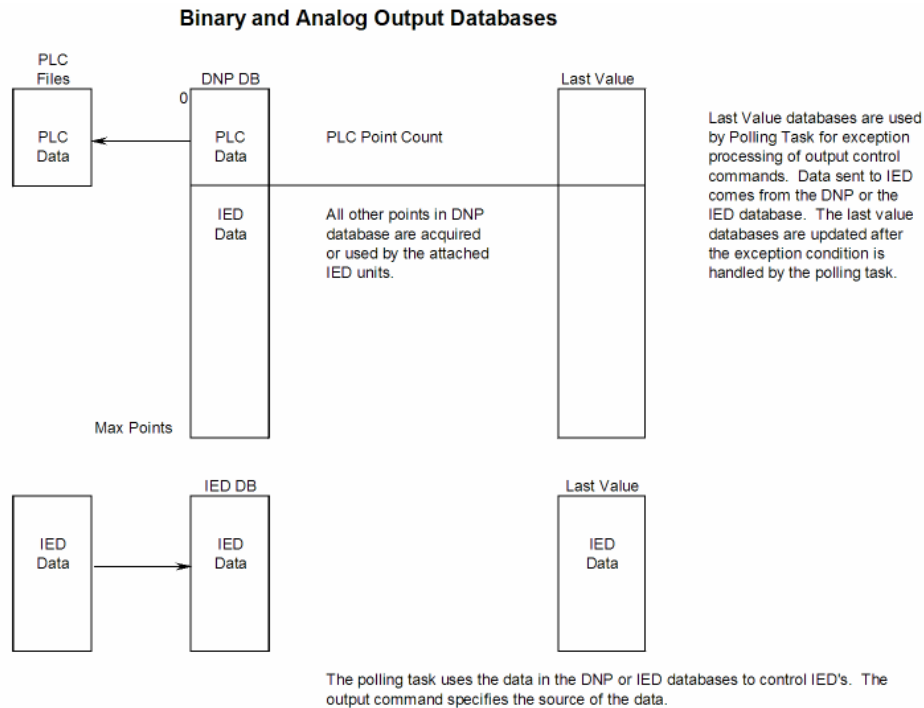 Binary and Analog Output Databases
PLC
Files
DNP DB
Last Value
0
PLC
Data
PLC
Data
PLC Point Count
IED
Data
All other points in DNP
database are acquired
or used by the attached
IED units.
Last Value databases are used
by Polling Task for exception
processing of output control
commands. Data sent to IED
comes from the DNP or the
IED database. The last value
databases are updated after
the exception condition is
handled by the polling task.
Max Points
IED DB
Last Value
IED
Data
IED
Data
IED
Data
The polling task uses the data in the DNP or IED databases to control IED's. The
output command specifies the source of the data.